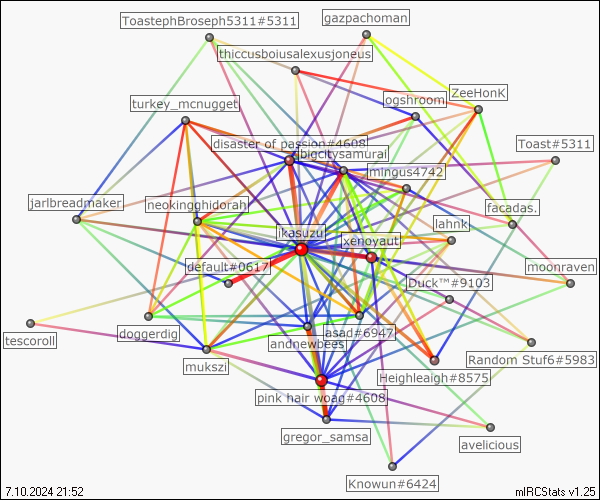 ToastephBroseph5311#5311
gazpachoman
thiccusboiusalexusjoneus
ZeeHonK
ogshroom
turkey_mcnugget
disaster of passion#4608
Toast#5311
bigcitysamurai
mingus4742
jarlbreadmaker.
neokingghidorah
facadas.
lahnk
ikasuzu
xenoyaut
default#0617
moonraven
Duck™#9103
doggerdig
asad#6947
tescoroll
andnewbees
Random Stuf6#5983
mukszi
Heighleaigh#8575
pink hair woag#4608
gregor_samsa
avelicious
Knowun#6424
7.10.2024 21:52
mIRCStats v1.25